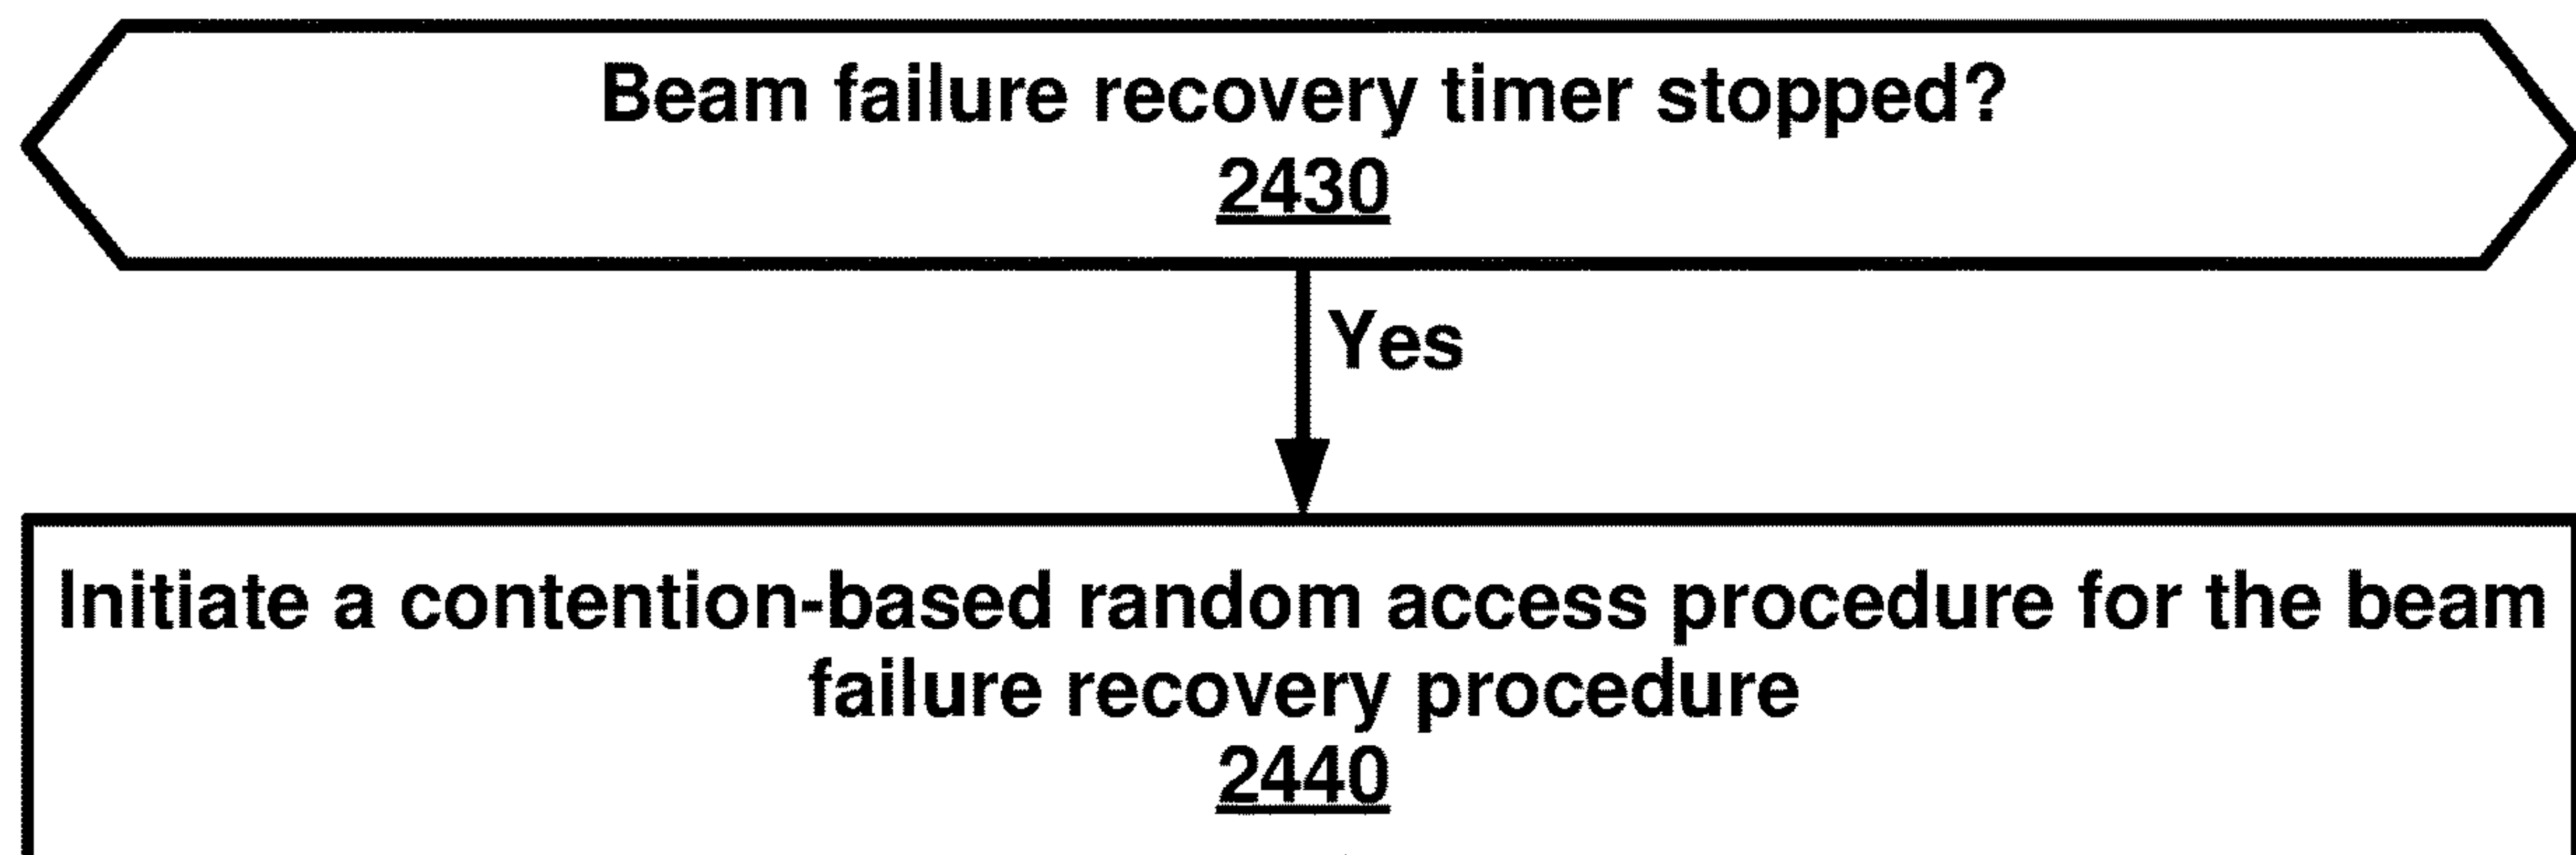 Beam failure recovery timer stopped?
2430
Yes
Initiate a contention-based random access procedure for the beam
failure recovery procedure
2440